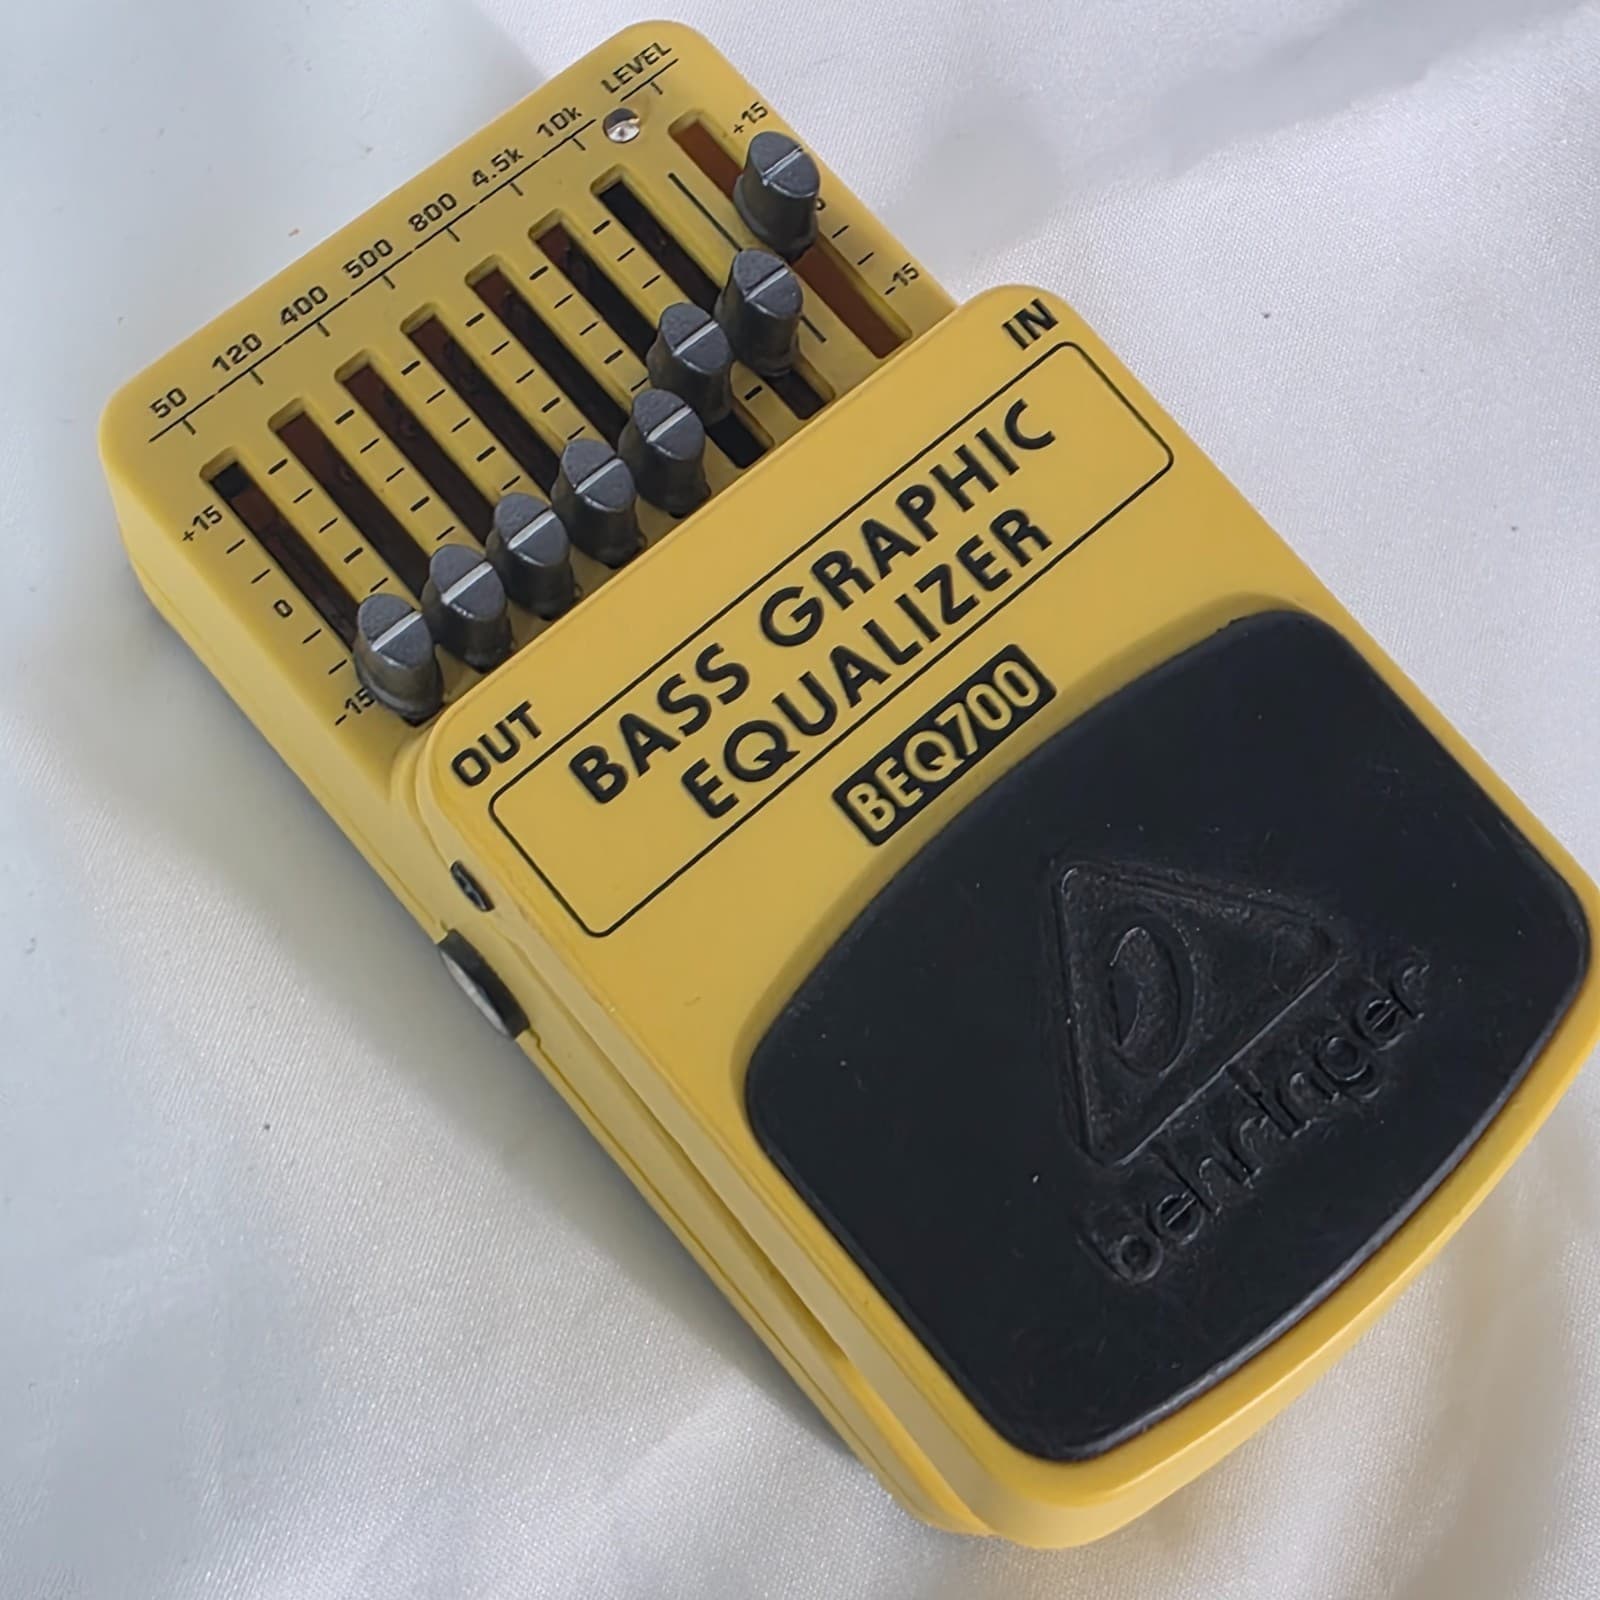 50 120 400 500 800 4.5k 10k LEVEL
+15
0
-15
+15
-15
OUT
IN
BASS GRAPHIC
EQUALIZER
BEQ700
behringer